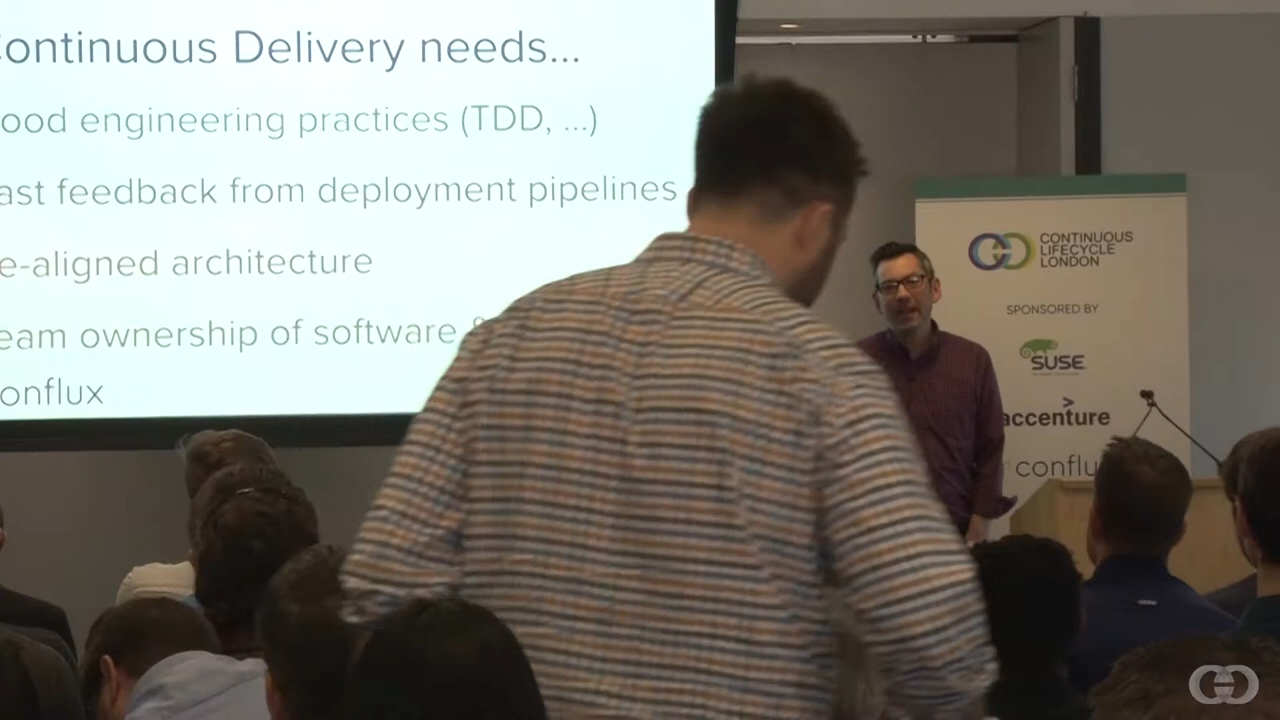 ontinuous Delivery needs...
ood engineering practices (TDD, ...)
ast feedback from deployment pipelines
e-aligned architecture
eam ownership of software
onflux
CONTINUOUS
LIFECYCLE
LONDON
SPONSORED BY
SUSE
accenture
conflu